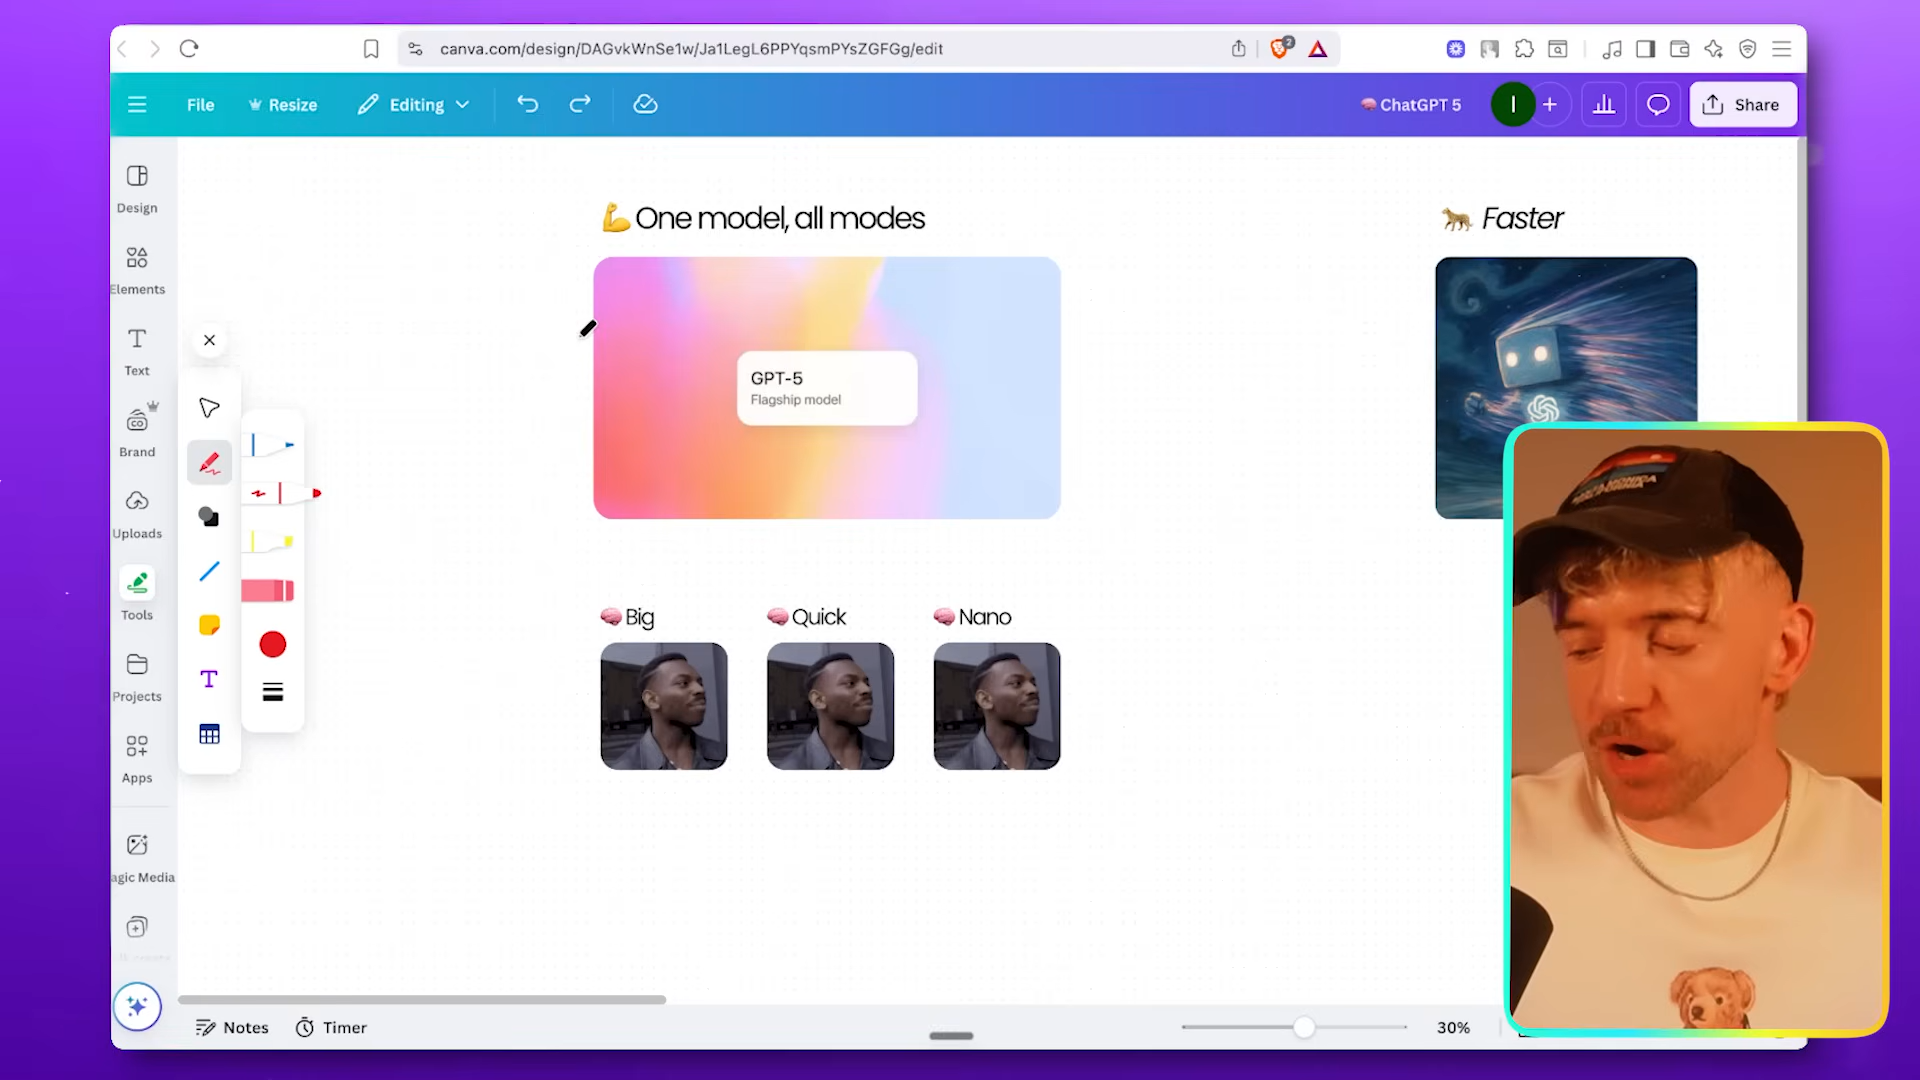 canva.com/design/DAGvkWnSe1w/Ja1LegL6PPYqsmPYsZGFGg/edit
2
File
Resize
Editing
ChatGPT 5
I
Share
Design
Elements
Text
Brand
Uploads
Tools
Projects
Apps
agic Media
One model, all modes
Faster
GPT-5
Flagship model
Big
Quick
Nano
Notes
Timer
30%